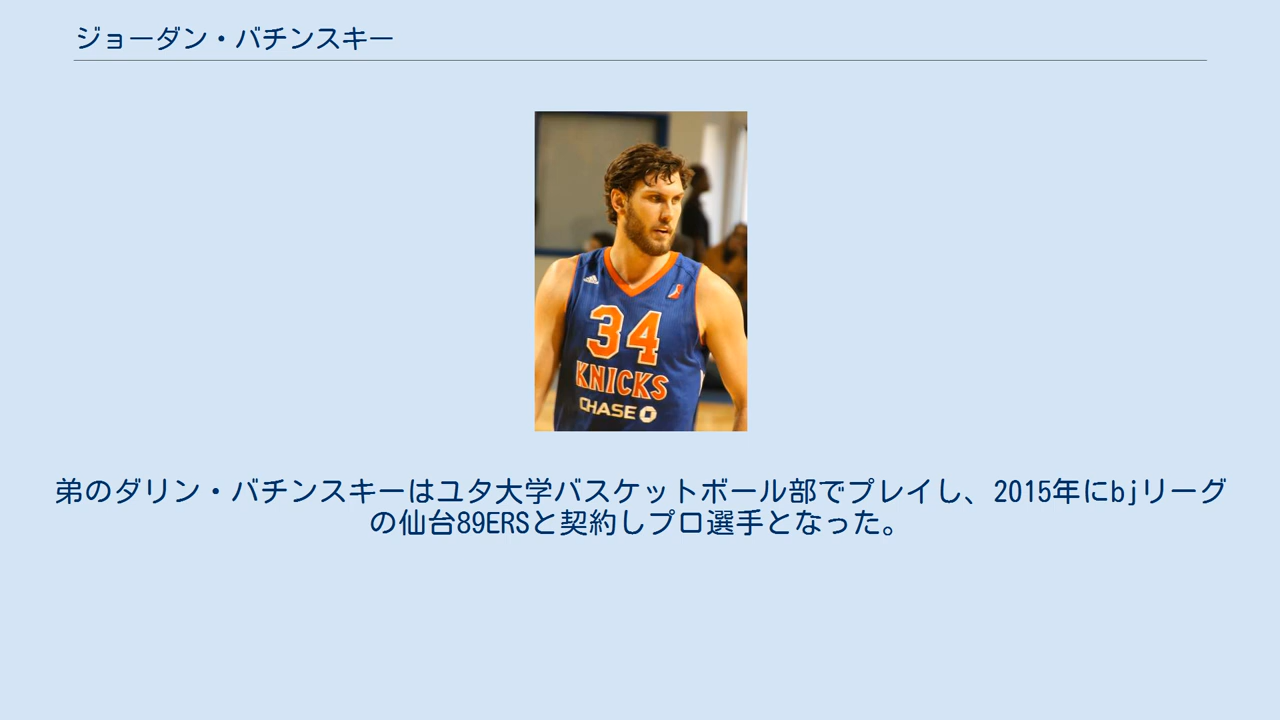 ジョーダン・バチンスキー
34
KNICKS
CHASE
弟のダリン・バチンスキーはユタ大学バスケットボール部でプレイし、2015年にbjリーグ
の仙台89ERSと契約しプロ選手となった。